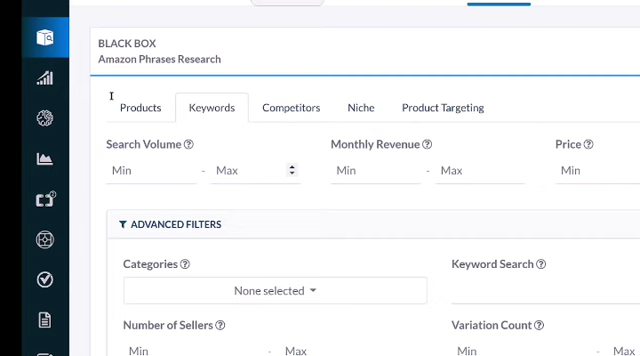 BLACK BOX
Amazon Phrases Research
Products Keywords Competitors Niche Product Targeting
Search Volume Monthly Revenue Price
Min - Max Min - Max Min
ADVANCED FILTERS
Categories Keyword Search
None selected
Number of Sellers Variation Count
Min - Max Min - Max